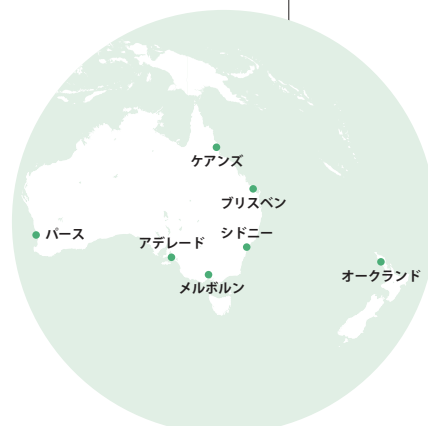 ケアンズ
ブリスベン
シドニー
パース
アデレード
メルボルン
オークランド